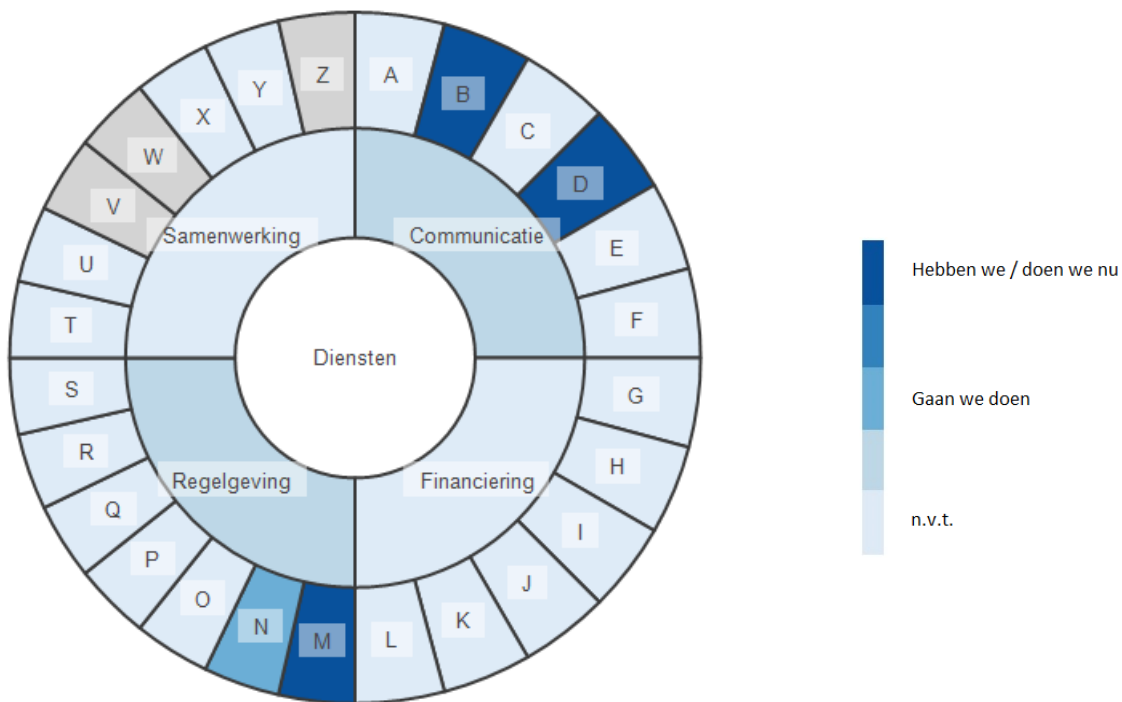 Z
A
Y
B
X
C
W
D
V
Samenwerking
Communicatie
E
U
F
T
Diensten
S
G
R
H
Regelgeving
Financiering
Q
I
P
J
O
K
N
M
L
Hebben we / doen we nu
Gaan we doen
n.v.t.